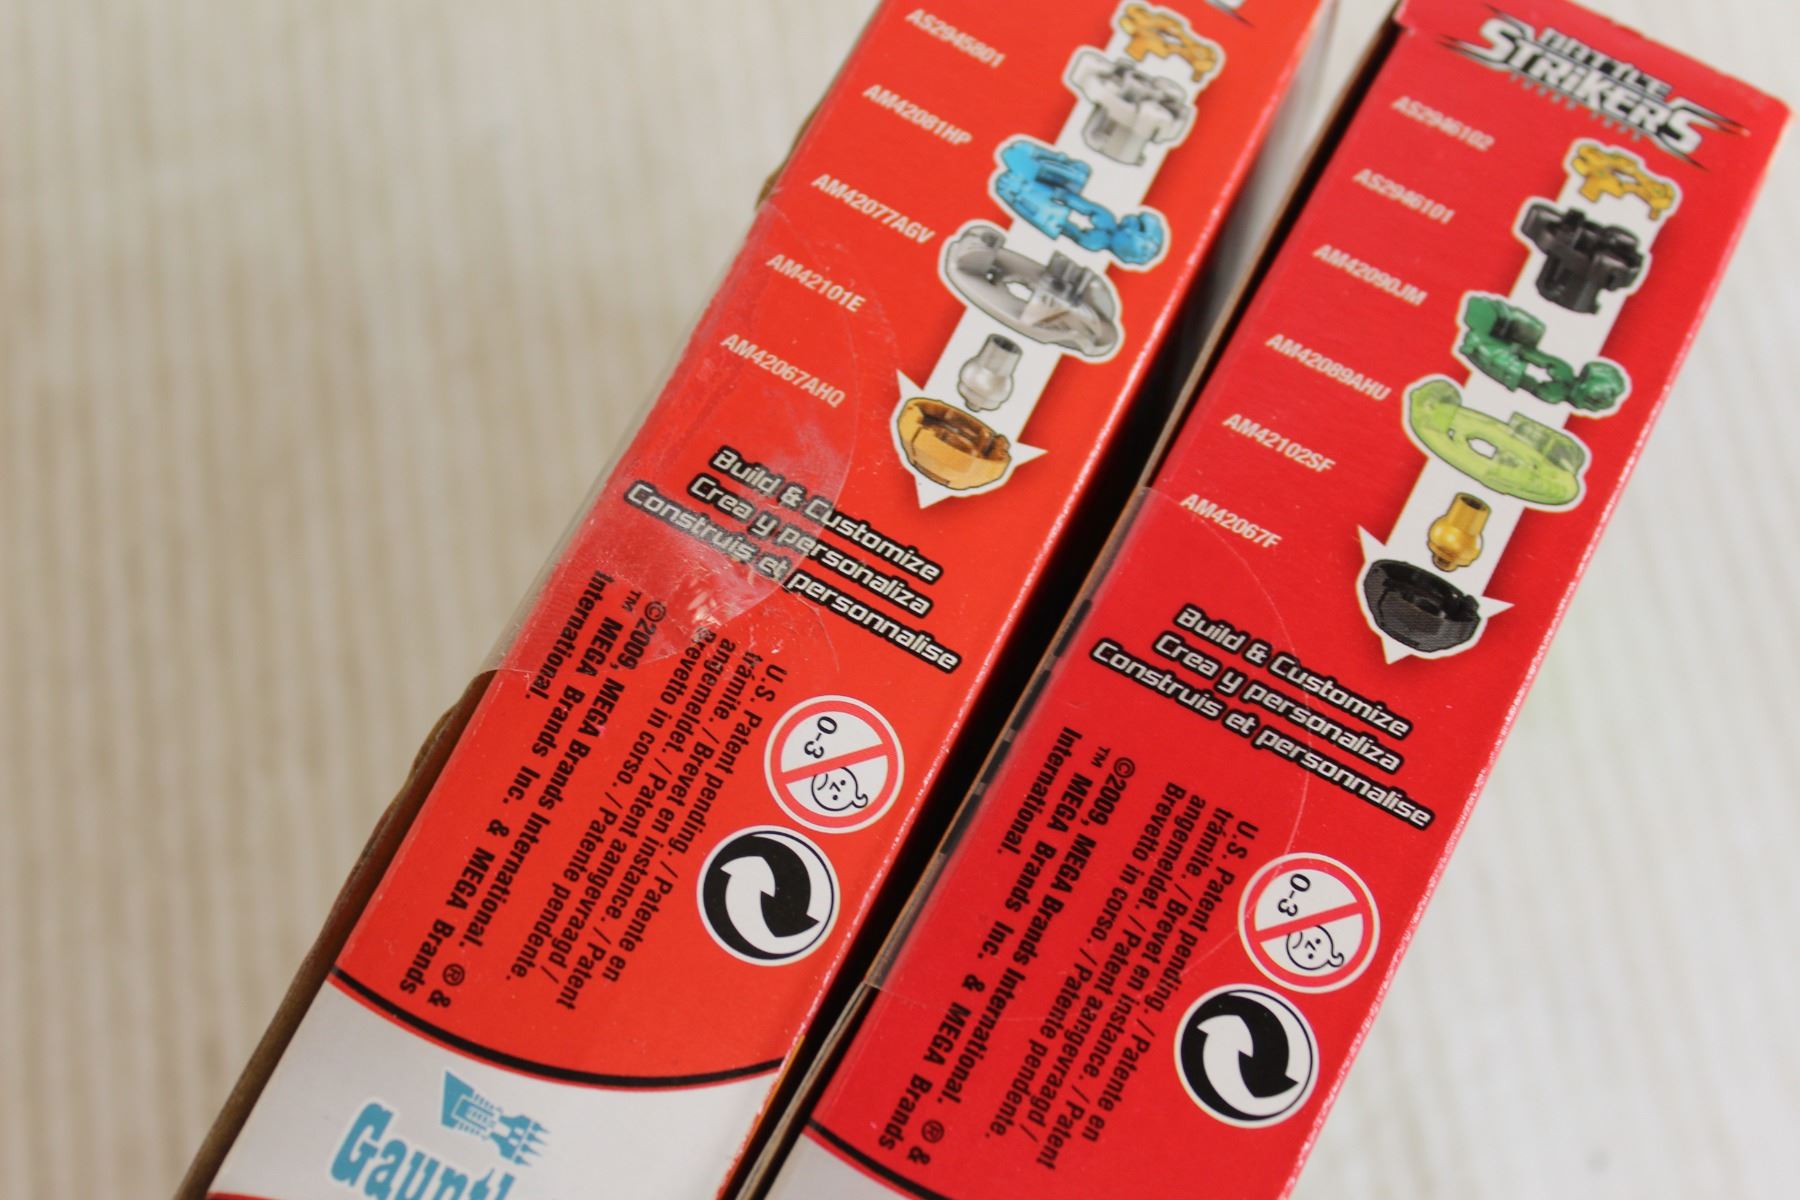 AS2945801
AM42081HP
AM42077AGV
AM42101E
AM42067AHQ
Build & Customize
Crea y personaliza
Construis et personnalise
0-3
U.S. Patent pending. / Patente en
trámite. / Brevet en instance. / Patent
angemeldet. / Patent aangevraagd /
Brevetto in corso. / Patente pendente.
©2009, MEGA Brands International. ® &
™ MEGA Brands Inc. & MEGA Brands
International.
BATTLE
STRIKERS
AS2946102
AS2946101
AM42090JM
AM42089AHU
AM42102SF
AM42067F
Build & Customize
Crea y personaliza
Construis et personnalise
0-3
U.S. Patent pending. / Patente en
trámite. / Brevet en instance. / Patent
angemeldet. / Patent aangevraagd /
Brevetto in corso. / Patente pendente.
©2009, MEGA Brands International. ® &
™ MEGA Brands Inc. & MEGA Brands
International.